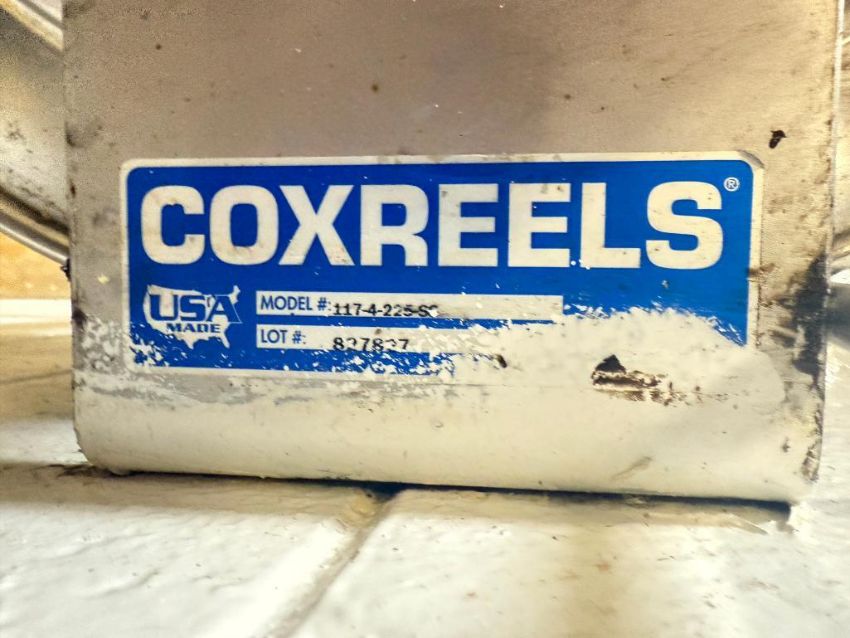 COXREELS®
USA
MADE
MODEL #: 117-4-225-
LOT #: